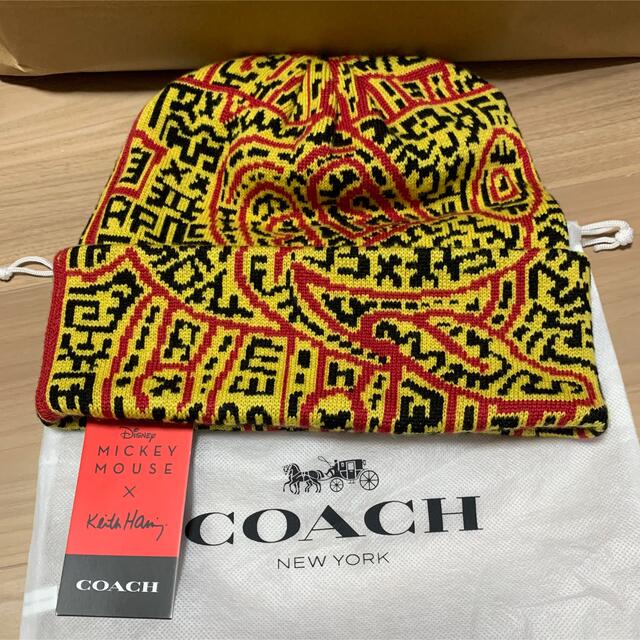 Disney
MICKEY
MOUSE
×
Keith Haring
COACH
COACH
NEW YORK